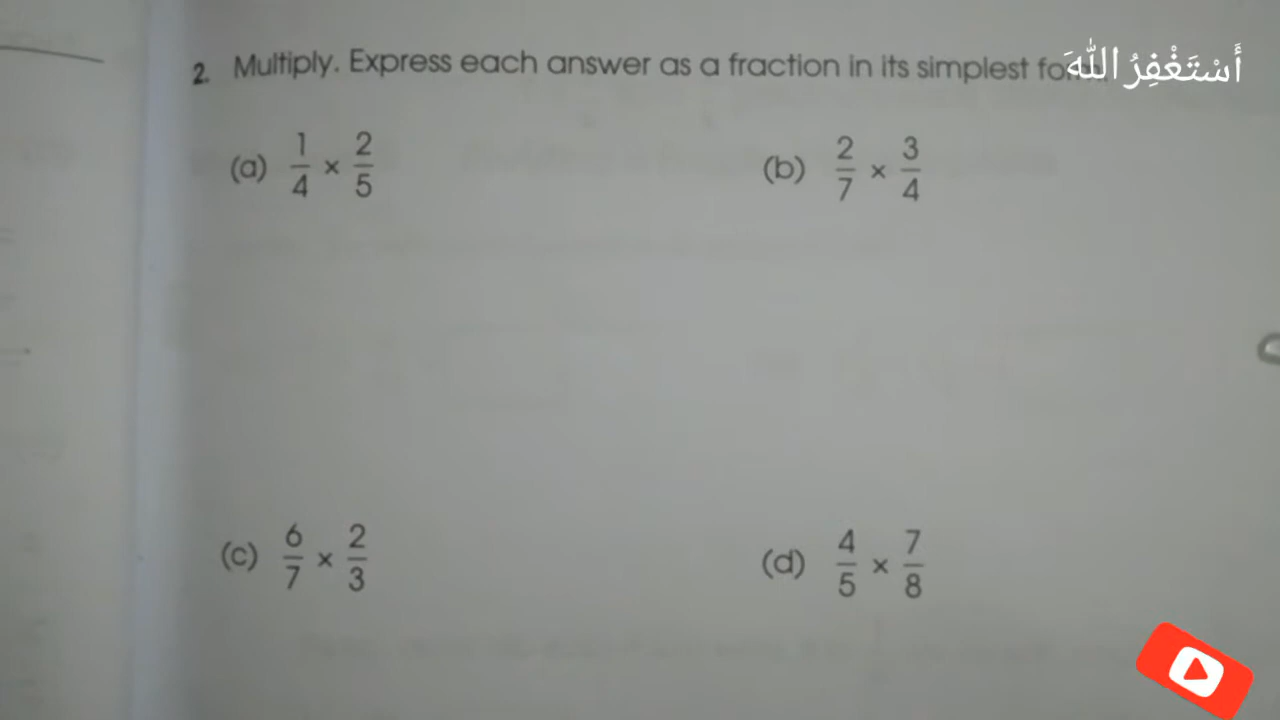 2. Multiply. Express each answer as a fraction in its simplest
أَسْتَغْفِرُ اللّٰهَ
(a) 1/4 × 2/5
(b) 2/7 × 3/4
(c) 6/7 × 2/3
(d) 4/5 × 7/8